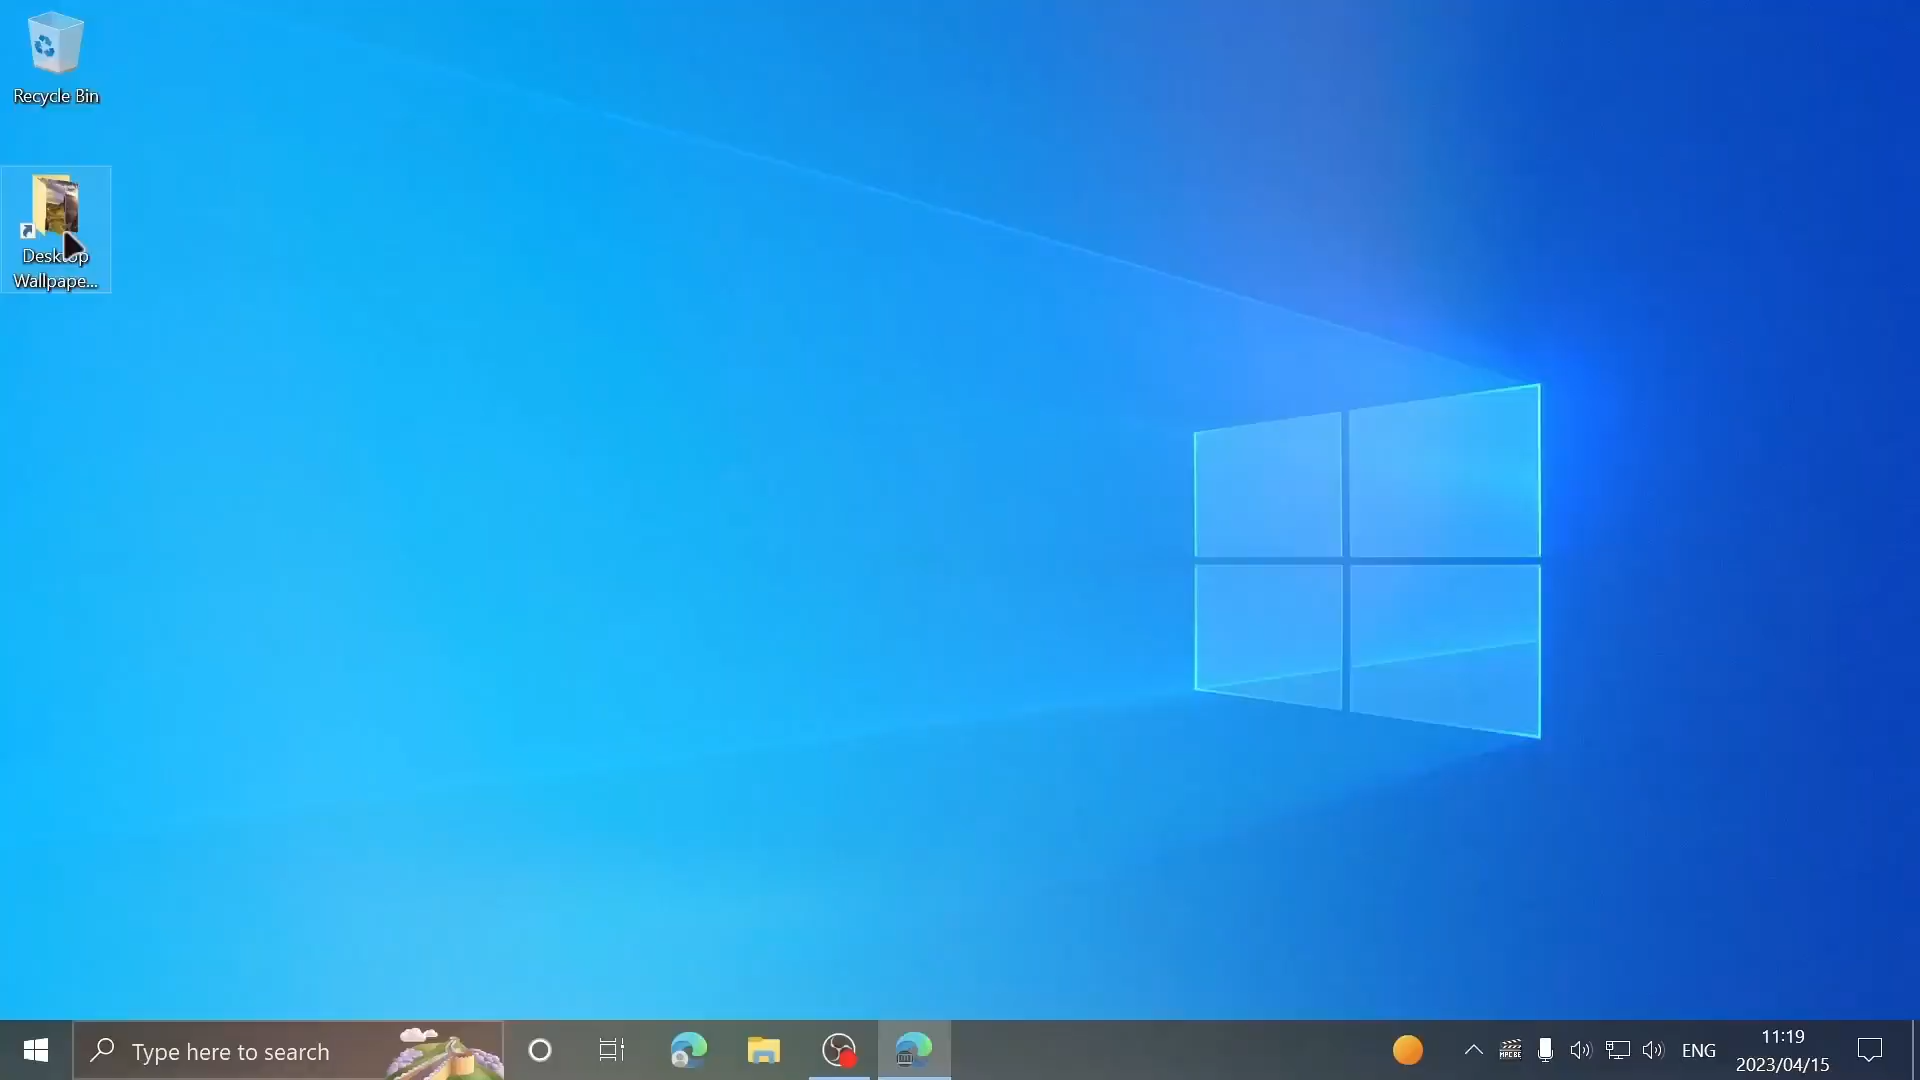 Recycle Bin
Desktop
Wallpape...
Type here to search
ENG
11:19
2023/04/15